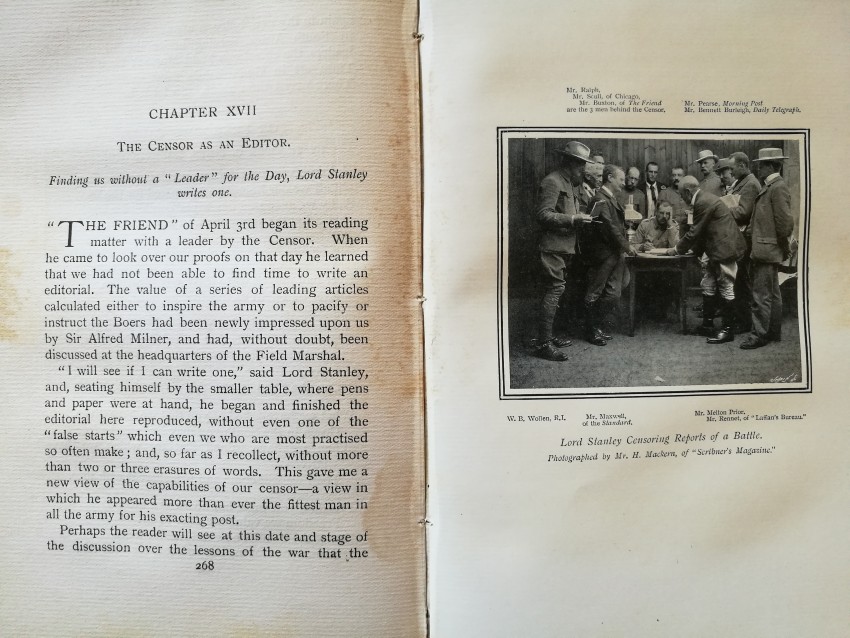 CHAPTER XVII
THE CENSOR AS AN EDITOR.
Finding us without a "Leader" for the Day, Lord Stanley
writes one.
"THE FRIEND" of April 3rd began its reading
matter with a leader by the Censor. When
he came to look over our proofs on that day he learned
that we had not been able to find time to write an
editorial. The value of a series of leading articles
calculated either to inspire the army or to pacify or
instruct the Boers had been newly impressed upon us
by Sir Alfred Milner, and had, without doubt, been
discussed at the headquarters of the Field Marshal.
"I will see if I can write one," said Lord Stanley,
and, seating himself by the smaller table, where pens
and paper were at hand, he began and finished the
editorial here reproduced, without even one of the
"false starts" which even we who are most practised
so often make; and, so far as I recollect, without more
than two or three erasures of words. This gave me a
new view of the capabilities of our censor—a view in
which he appeared more than ever the fittest man in
all the army for his exacting post.
Perhaps the reader will see at this date and stage of
the discussion over the lessons of the war that the
268
Mr. Ralph,
Mr. Scull, of Chicago,
Mr. Buxton, of The Friend
are the 3 men behind the Censor.
Mr. Pearse, Morning Post
Mr. Bennett Burleigh, Daily Telegraph.
W. B. Wollen, R.I.
Mr. Maxwell,
of the Standard.
Mr. Mellon Prior,
Mr. Rennet, of "Laffan's Bureau."
Lord Stanley Censoring Reports of a Battle.
Photographed by Mr. H. Mackern, of "Scribner's Magazine."